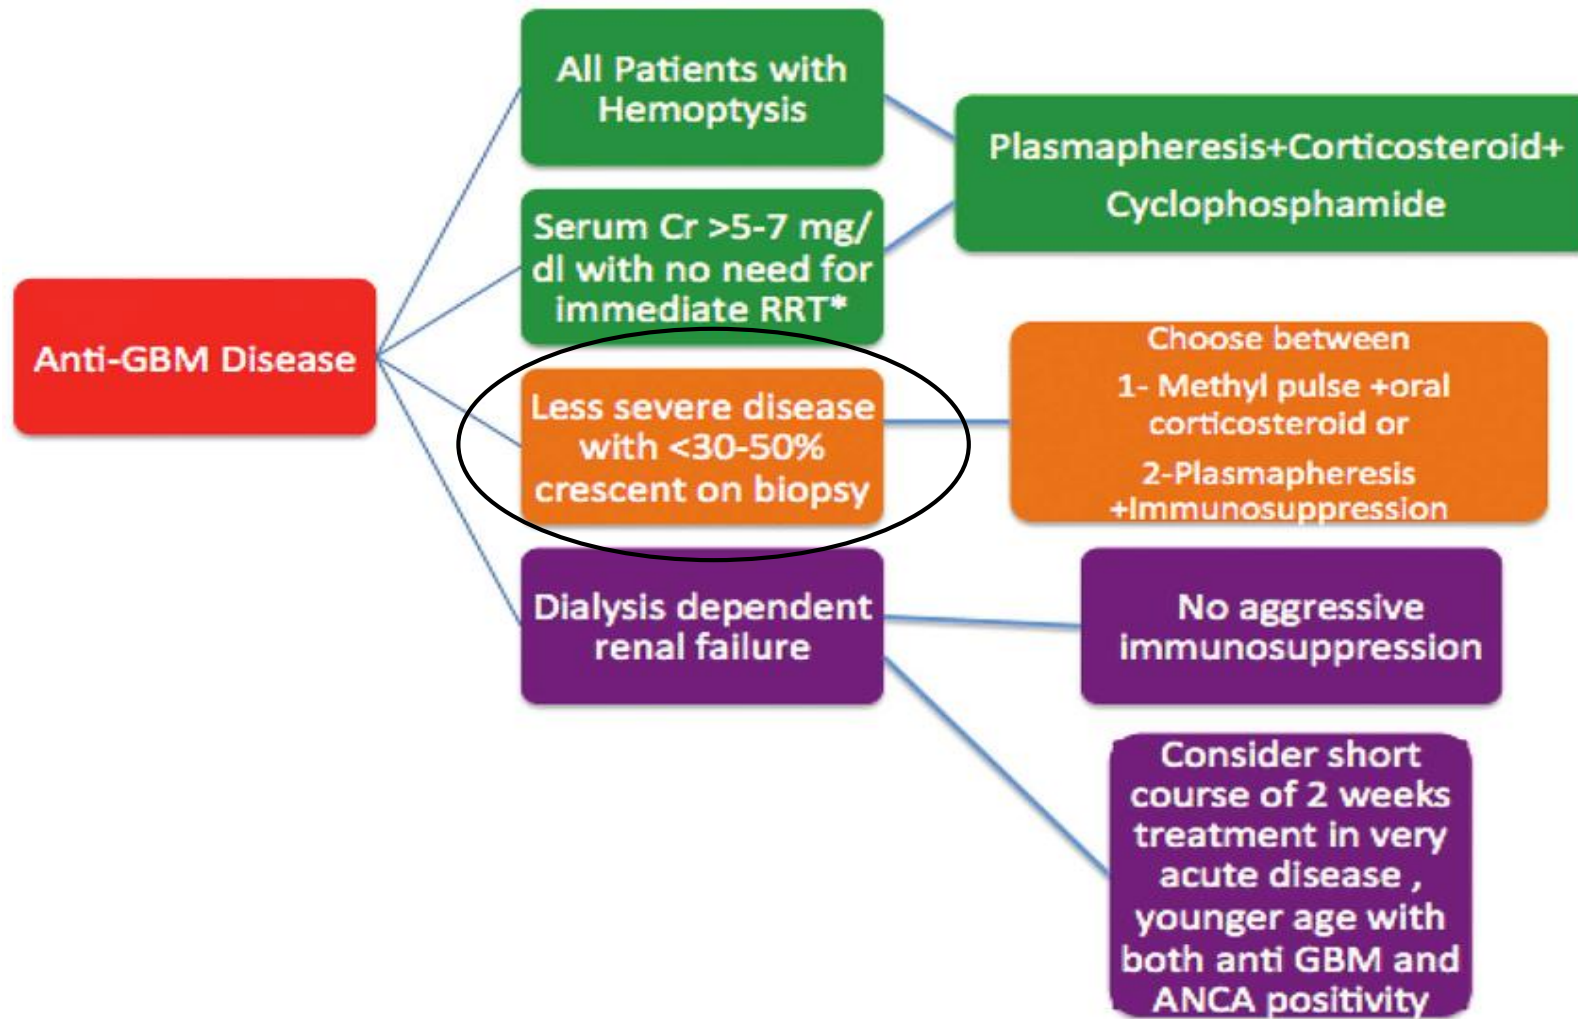 All Patients with
Hemoptysis
Plasmapheresis+Corticosteroid+
Cyclophosphamide
Serum Cr >5-7 mg/
dl with no need for
immediate RRT*
Anti-GBM Disease
Less severe disease
with <30-50%
crescent on biopsy
Choose between
1- Methyl pulse +oral
corticosteroid or
2-Plasmapheresis
+Immunosuppression
Dialysis dependent
renal failure
No aggressive
immunosuppression
Consider short
course of 2 weeks
treatment in very
acute disease ,
younger age with
both anti GBM and
ANCA positivity